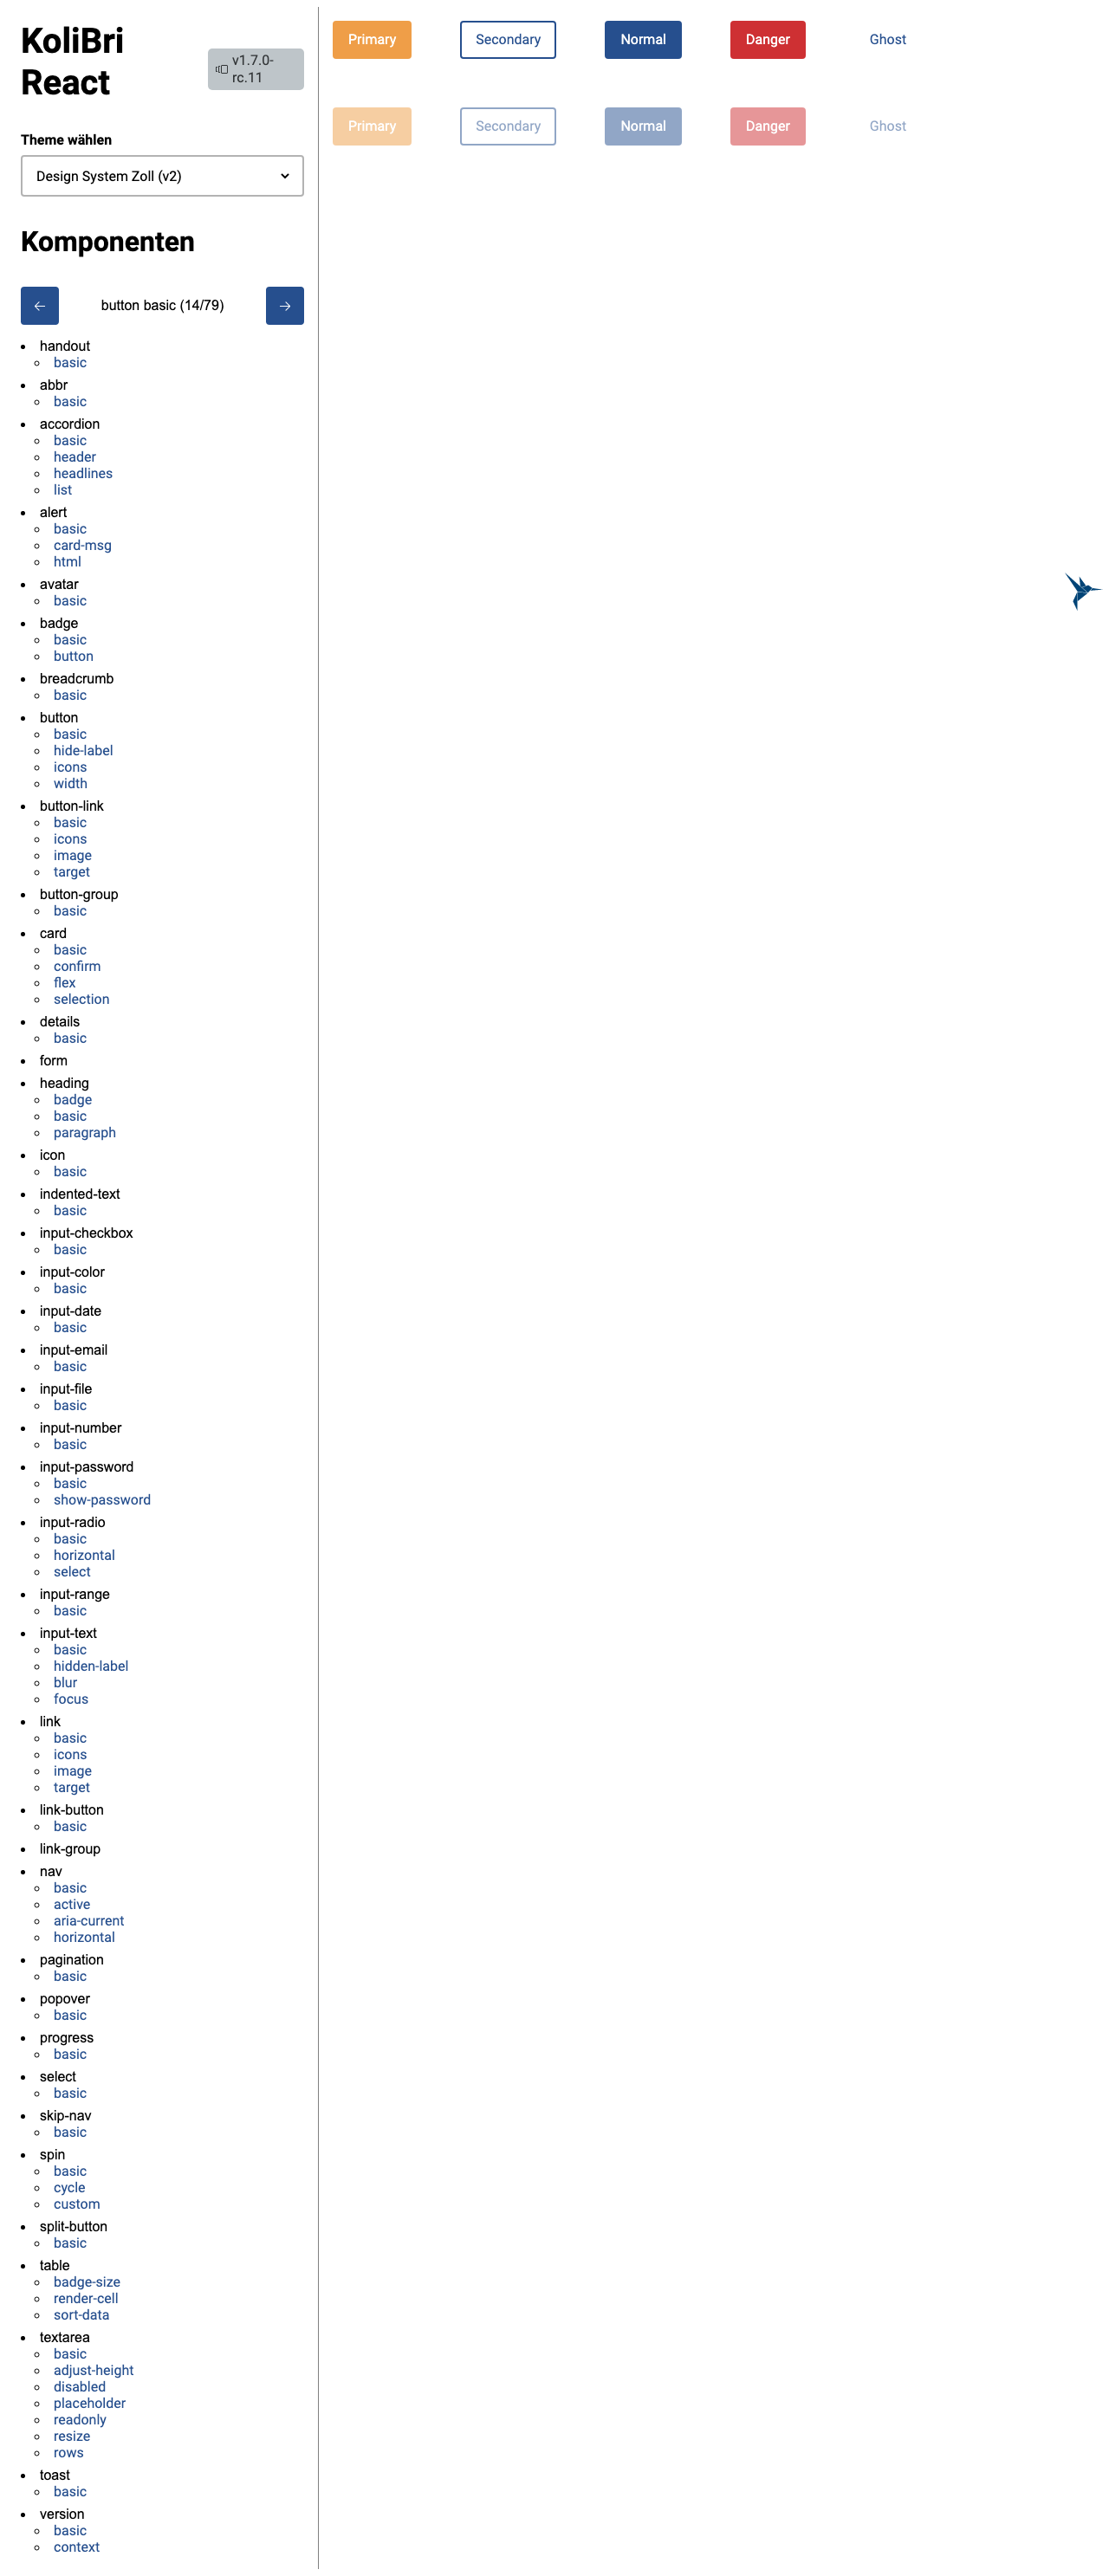 KoliBri
React
v1.7.0-
rc.11
Theme wählen
Design System Zoll (v2)
Komponenten
button basic (14/79)
handout
basic
abbr
basic
accordion
basic
header
headlines
list
alert
basic
card-msg
html
avatar
basic
badge
basic
button
breadcrumb
basic
button
basic
hide-label
icons
width
button-link
basic
icons
image
target
button-group
basic
card
basic
confirm
flex
selection
details
basic
form
heading
badge
basic
paragraph
icon
basic
indented-text
basic
input-checkbox
basic
input-color
basic
input-date
basic
input-email
basic
input-file
basic
input-number
basic
input-password
basic
show-password
input-radio
basic
horizontal
select
input-range
basic
input-text
basic
hidden-label
blur
focus
link
basic
icons
image
target
link-button
basic
link-group
nav
basic
active
aria-current
horizontal
pagination
basic
popover
basic
progress
basic
select
basic
skip-nav
basic
spin
basic
cycle
custom
split-button
basic
table
badge-size
render-cell
sort-data
textarea
basic
adjust-height
disabled
placeholder
readonly
resize
rows
toast
basic
version
basic
context
Primary Secondary Normal Danger Ghost
Primary Secondary Normal Danger Ghost